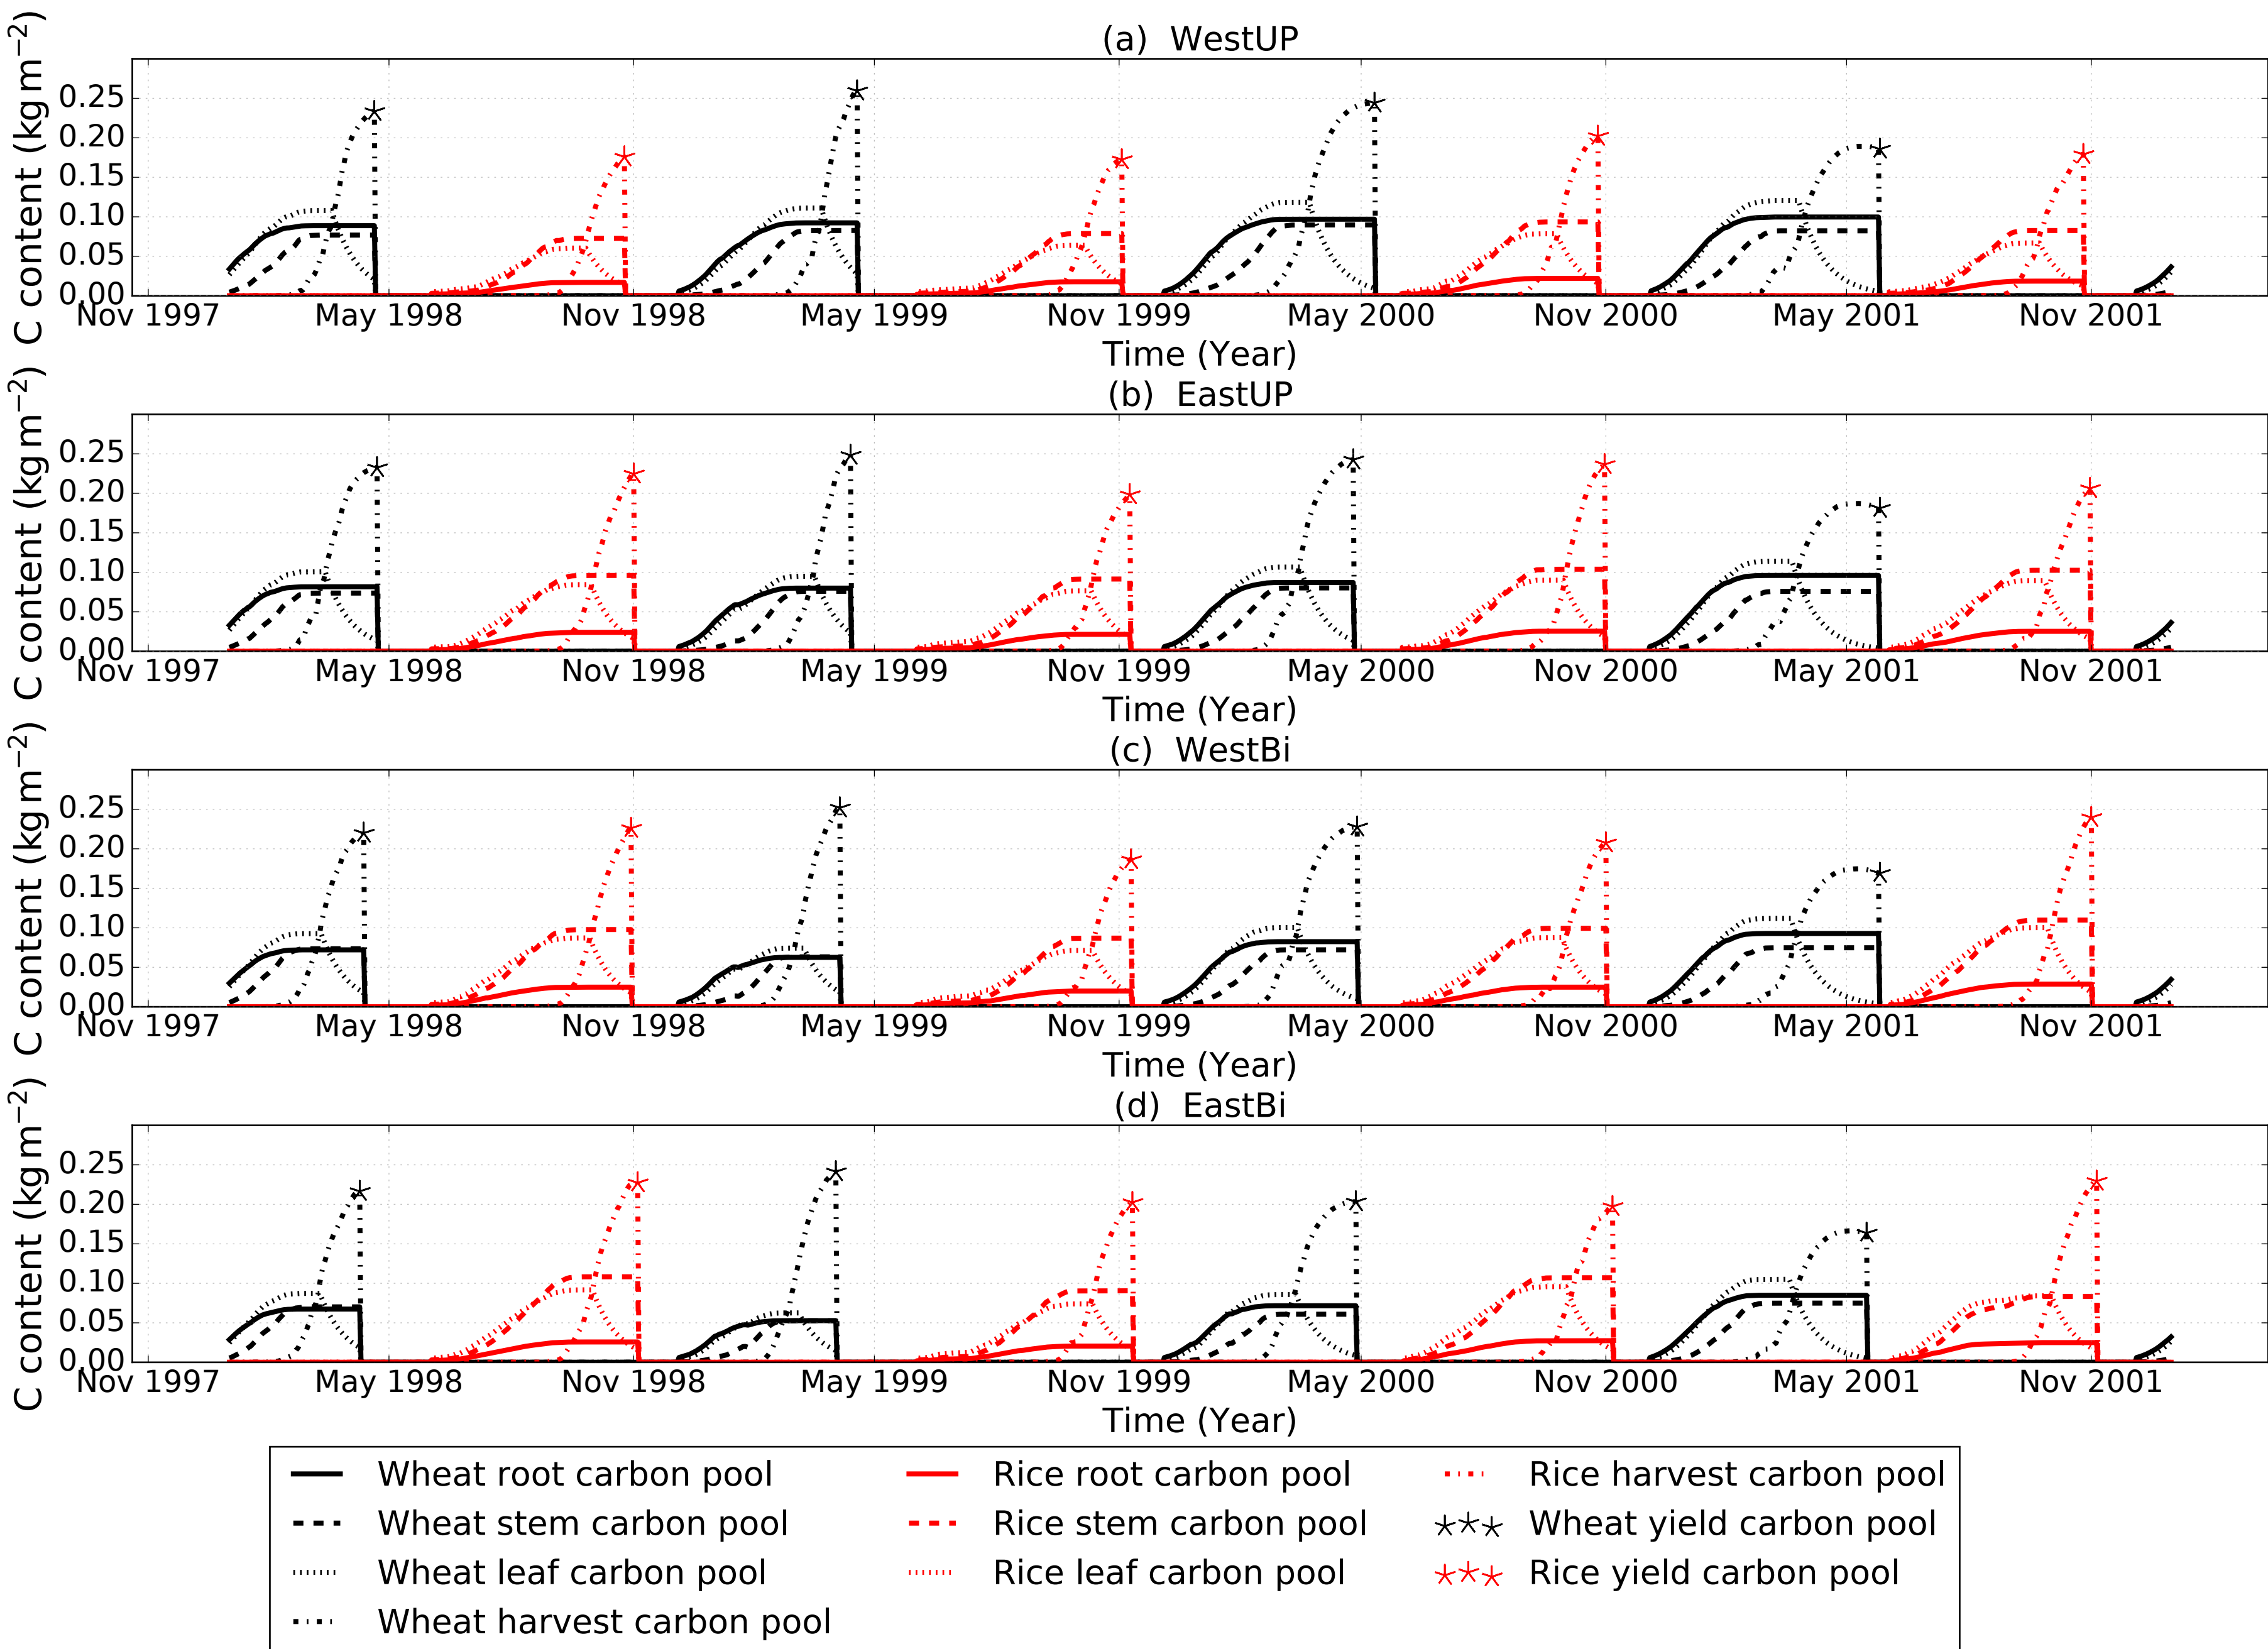 (a)  WestUP
C content (kg m−2)
0.25
0.20
0.15
0.10
0.05
0.00
Nov 1997 May 1998 Nov 1998 May 1999 Nov 1999 May 2000 Nov 2000 May 2001 Nov 2001
Time (Year)
(b)  EastUP
C content (kg m−2)
0.25
0.20
0.15
0.10
0.05
0.00
Nov 1997 May 1998 Nov 1998 May 1999 Nov 1999 May 2000 Nov 2000 May 2001 Nov 2001
Time (Year)
(c)  WestBi
C content (kg m−2)
0.25
0.20
0.15
0.10
0.05
0.00
Nov 1997 May 1998 Nov 1998 May 1999 Nov 1999 May 2000 Nov 2000 May 2001 Nov 2001
Time (Year)
(d)  EastBi
C content (kg m−2)
0.25
0.20
0.15
0.10
0.05
0.00
Nov 1997 May 1998 Nov 1998 May 1999 Nov 1999 May 2000 Nov 2000 May 2001 Nov 2001
Time (Year)
Wheat root carbon pool
Wheat stem carbon pool
Wheat leaf carbon pool
Wheat harvest carbon pool
Rice root carbon pool
Rice stem carbon pool
Rice leaf carbon pool
Rice harvest carbon pool
Wheat yield carbon pool
Rice yield carbon pool